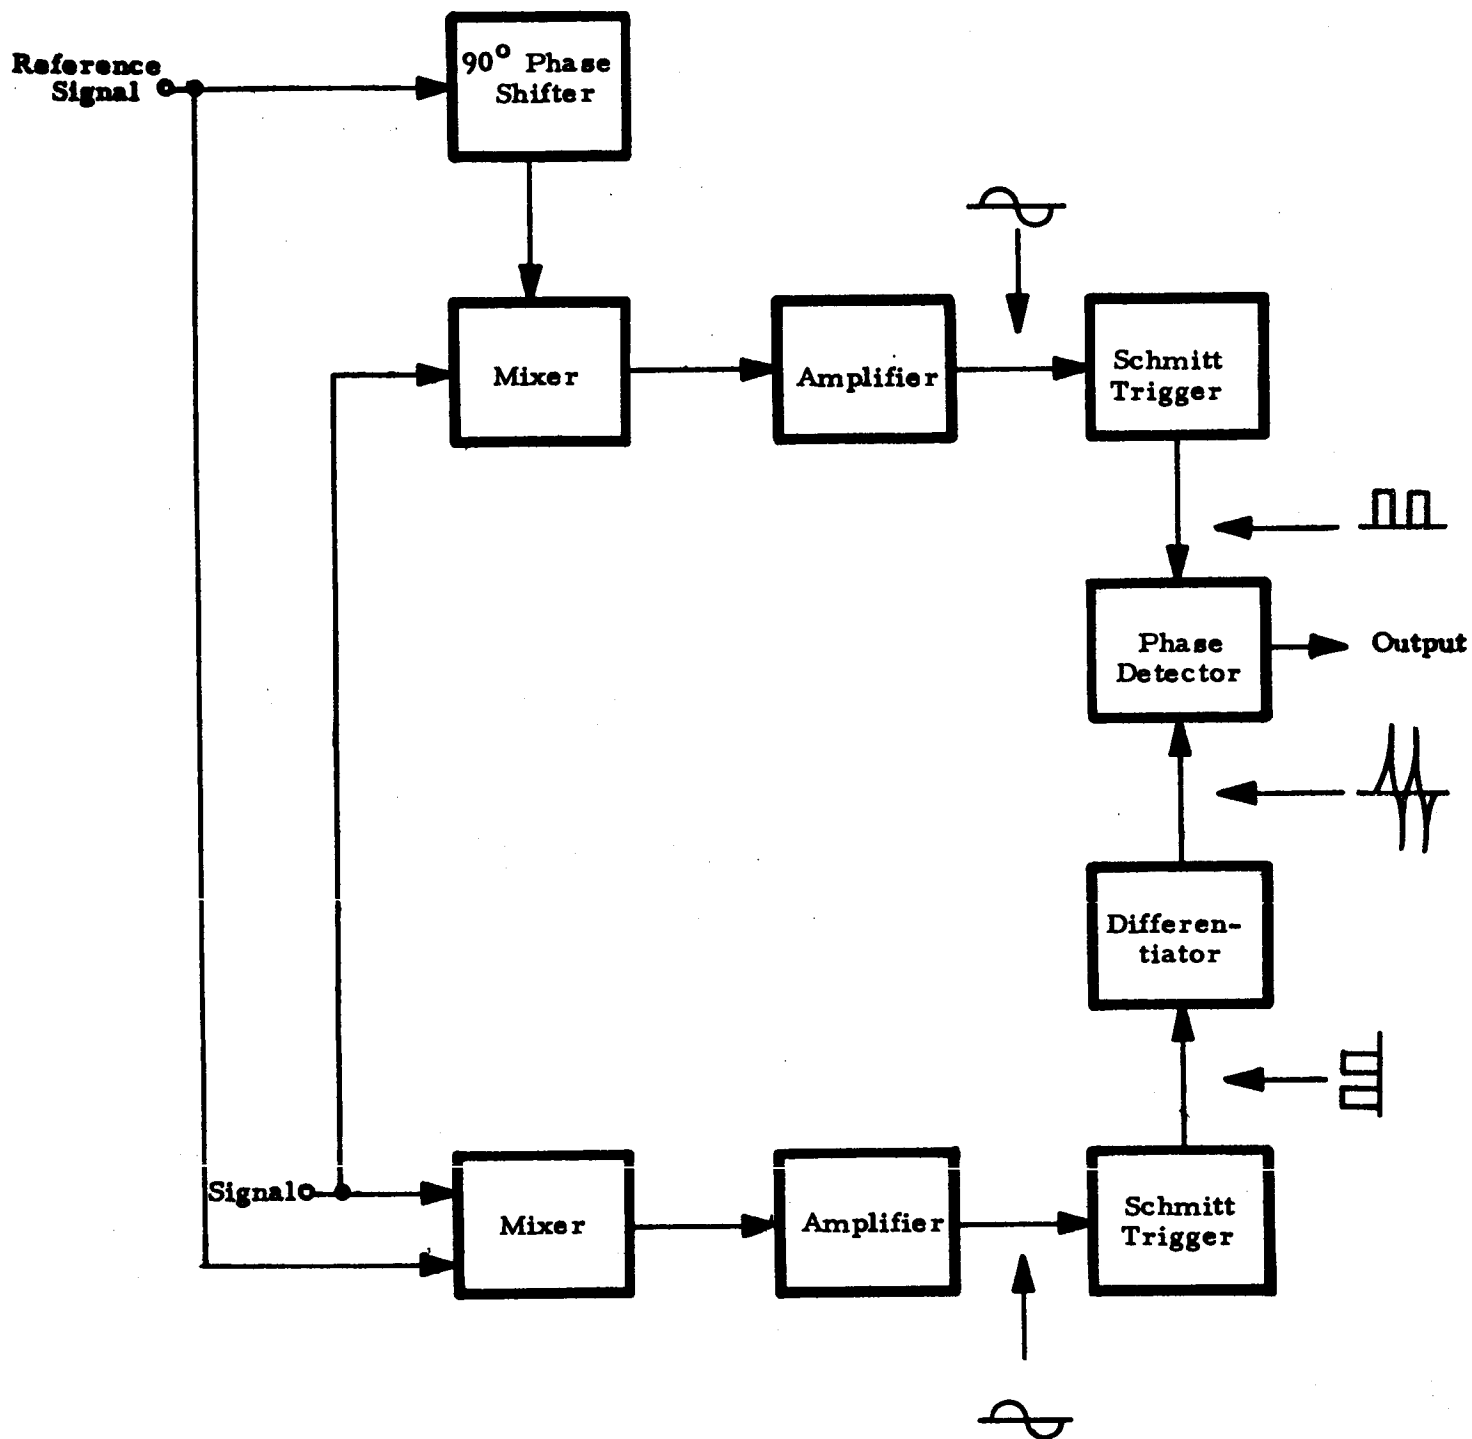 Reference
Signal
90° Phase
Shifter
Mixer
Amplifier
Schmitt
Trigger
Phase
Detector
Output
Differen-
tiator
Signal
Mixer
Amplifier
Schmitt
Trigger